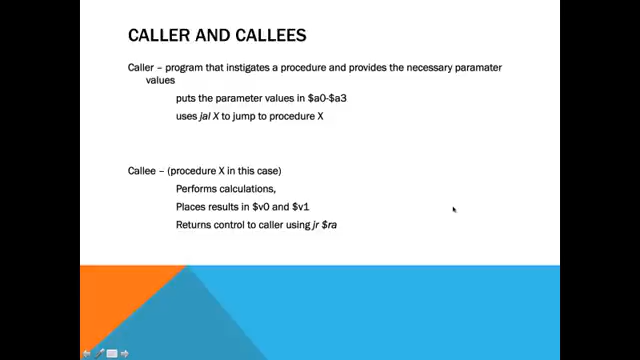 CALLER AND CALLEES
Caller – program that instigates a procedure and provides the necessary paramater
values
puts the parameter values in $a0-$a3
uses jal X to jump to procedure X
Callee – (procedure X in this case)
Performs calculations,
Places results in $v0 and $v1
Returns control to caller using jr $ra